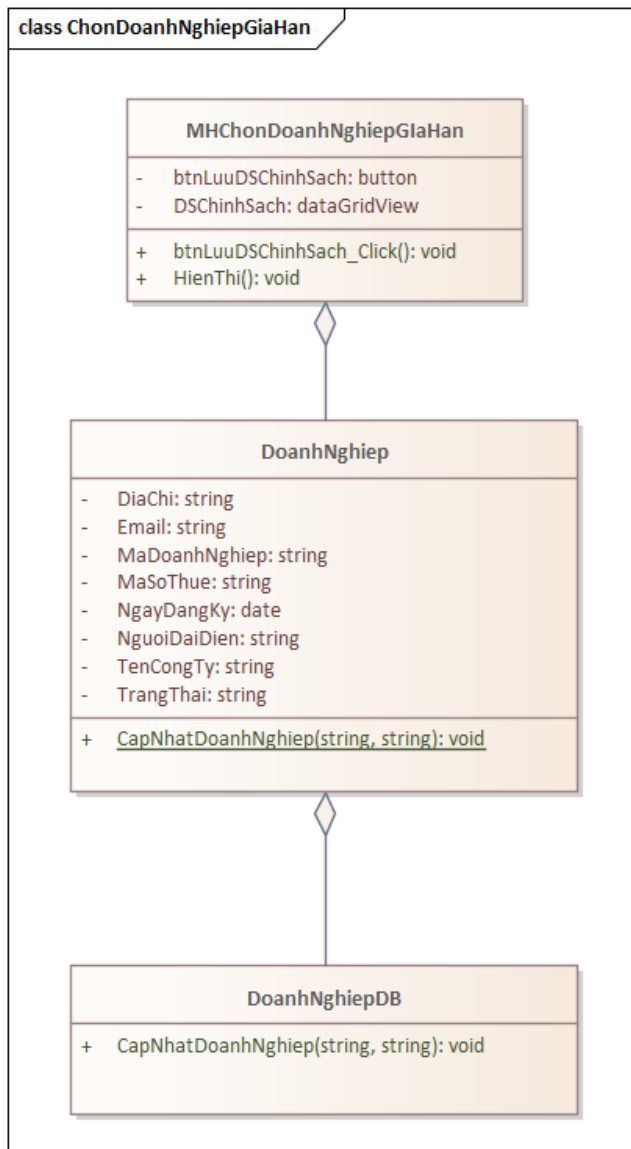 class ChonDoanhNghiepGiaHan
MHChonDoanhNghiepGIaHan
- btnLuuDSChinhSach: button
- DSChinhSach: dataGridView
+ btnLuuDSChinhSach_Click(): void
+ HienThi(): void
DoanhNghiep
- DiaChi: string
- Email: string
- MaDoanhNghiep: string
- MaSoThue: string
- NgayDangKy: date
- NguoiDaiDien: string
- TenCongTy: string
- TrangThai: string
+ CapNhatDoanhNghiep(string, string): void
DoanhNghiepDB
+ CapNhatDoanhNghiep(string, string): void